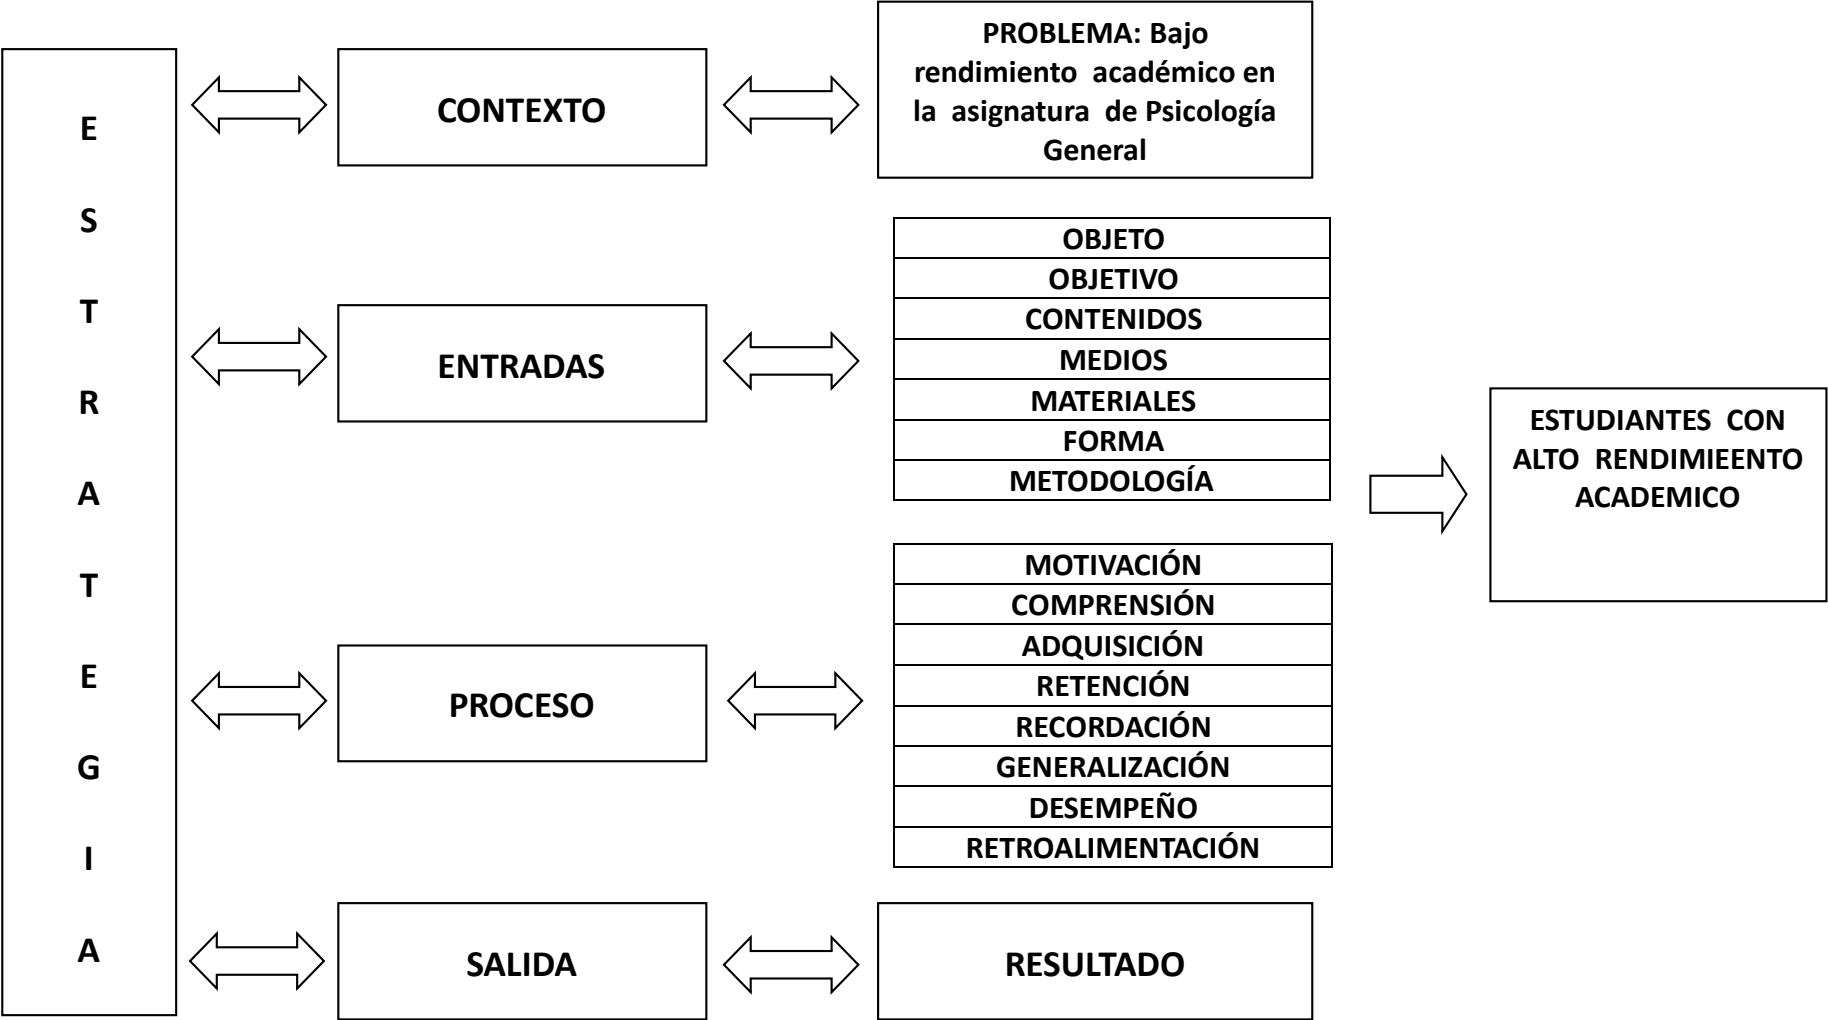 E
S
T
R
A
T
E
G
I
A
CONTEXTO
PROBLEMA: Bajo
rendimiento académico en
la asignatura de Psicología
General
ENTRADAS
OBJETO
OBJETIVO
CONTENIDOS
MEDIOS
MATERIALES
FORMA
METODOLOGÍA
PROCESO
MOTIVACIÓN
COMPRENSIÓN
ADQUISICIÓN
RETENCIÓN
RECORDACIÓN
GENERALIZACIÓN
DESEMPEÑO
RETROALIMENTACIÓN
SALIDA
RESULTADO
ESTUDIANTES CON
ALTO RENDIMIEENTO
ACADEMICO